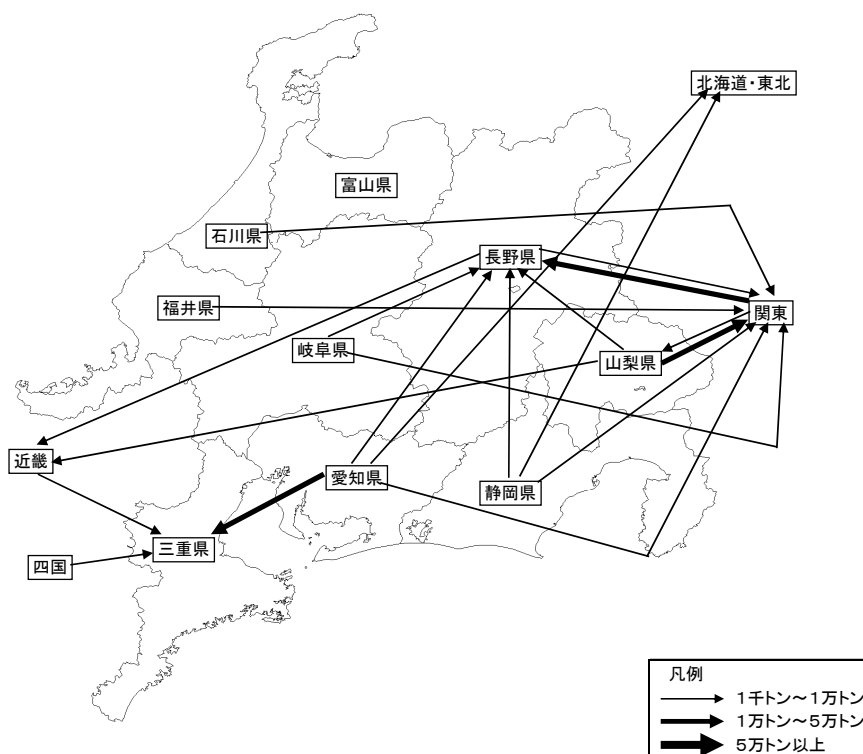 北海道・東北
富山県
石川県
長野県
福井県
関東
岐阜県
山梨県
近畿
愛知県
静岡県
三重県
四国
凡例
1千トン～1万トン
1万トン～5万トン
5万トン以上